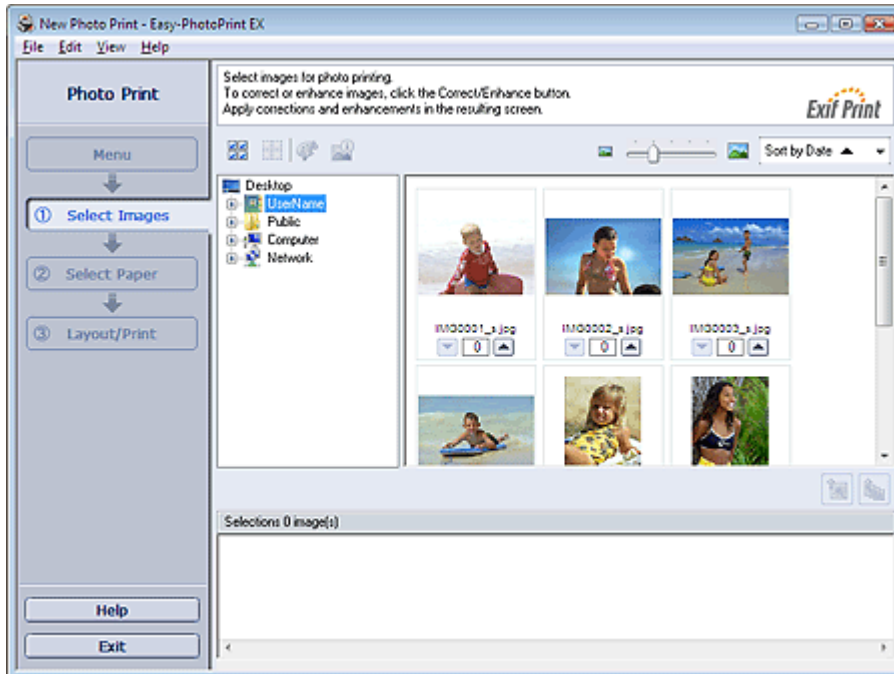 New Photo Print - Easy-PhotoPrint EX
File Edit View Help
Photo Print
Menu
① Select Images
② Select Paper
③ Layout/Print
Help
Exit
Select images for photo printing.
To correct or enhance images, click the Correct/Enhance button.
Apply corrections and enhancements in the resulting screen.
Exif Print
Sort by Date
Desktop
UserName
Public
Computer
Network
IMG0001_s.jpg
IMG0002_s.jpg
IMG0003_s.jpg
0
0
0
Selections 0 image(s)